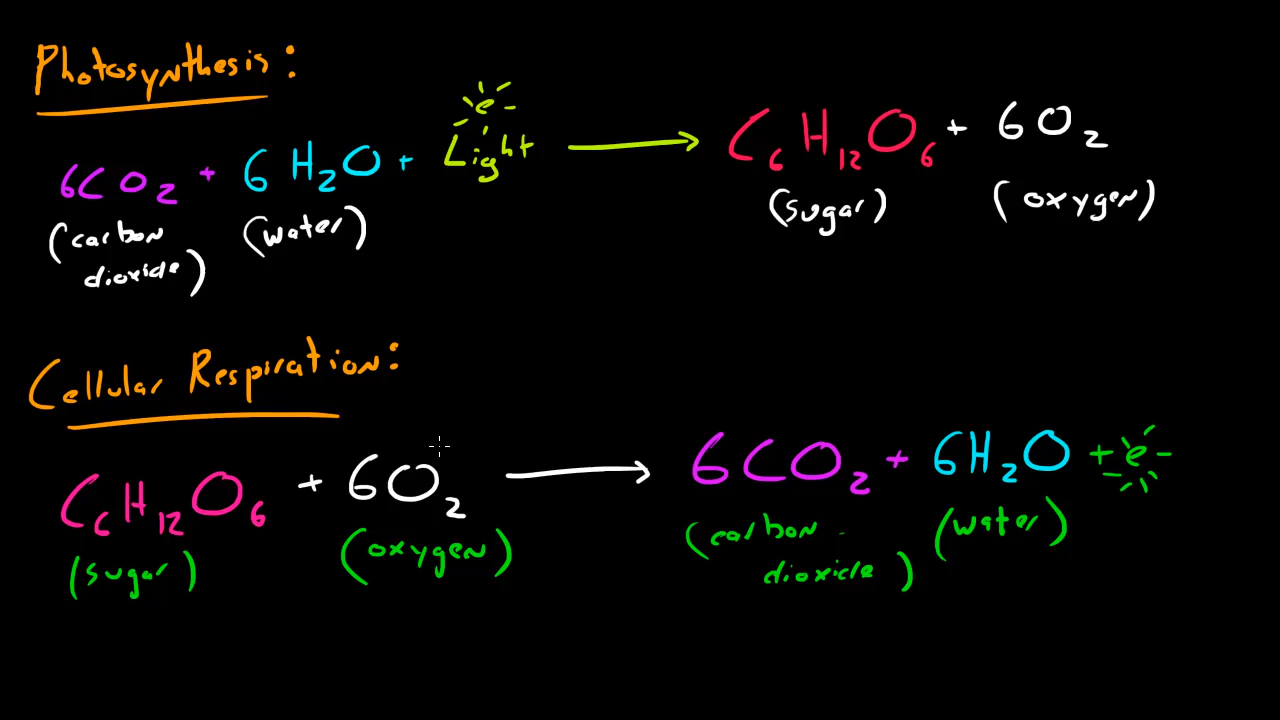 Photosynthesis:
6CO₂ + 6H₂O + Light e → C₆H₁₂O₆ + 6O₂
(carbon dioxide) (water) (sugar) (oxygen)
Cellular Respiration:
C₆H₁₂O₆ + 6O₂ → 6CO₂ + 6H₂O + e
(sugar) (oxygen) (carbon dioxide) (water)